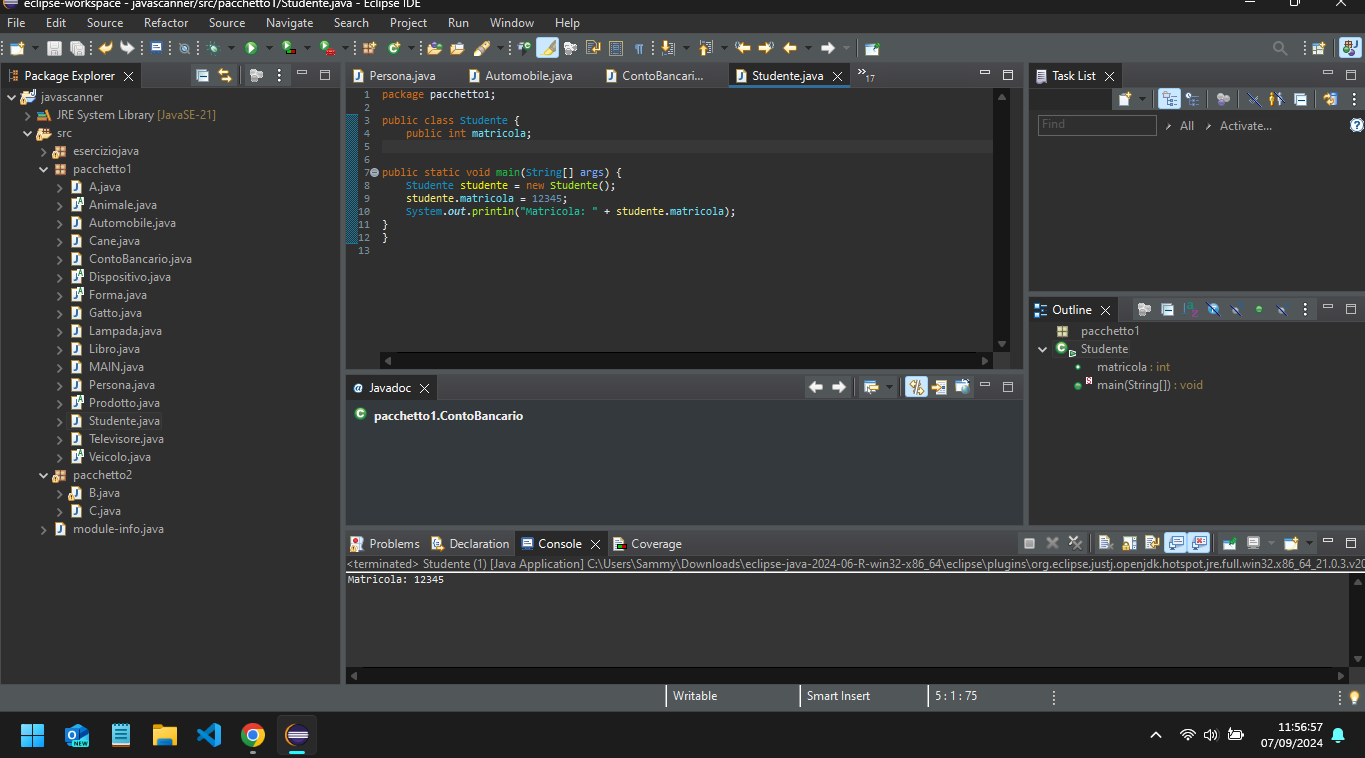 eclipse-workspace - javascanner/src/pacchetto1/Studente.java - Eclipse IDE
File Edit Source Refactor Source Navigate Search Project Run Window Help
Package Explorer
javascanner
JRE System Library [JavaSE-21]
src
eserciziojava
pacchetto1
A.java
Animale.java
Automobile.java
Cane.java
ContoBancario.java
Dispositivo.java
Forma.java
Gatto.java
Lampada.java
Libro.java
MAIN.java
Persona.java
Prodotto.java
Studente.java
Televisore.java
Veicolo.java
pacchetto2
B.java
C.java
module-info.java
Persona.java Automobile.java ContoBancari... Studente.java »17
1 package pacchetto1;
2
3 public class Studente {
4 public int matricola;
5
6
7 public static void main(String[] args) {
8 Studente studente = new Studente();
9 studente.matricola = 12345;
10 System.out.println("Matricola: " + studente.matricola);
11 }
12 }
13
Javadoc
pacchetto1.ContoBancario
Task List
Find All Activate...
Outline
pacchetto1
Studente
matricola : int
main(String[]) : void
Problems Declaration Console Coverage
<terminated> Studente (1) [Java Application] C:\Users\Sammy\Downloads\eclipse-java-2024-06-R-win32-x86_64\eclipse\plugins\org.eclipse.justj.openjdk.hotspot.jre.full.win32.x86_64_21.0.3.v20
Matricola: 12345
Writable Smart Insert 5 : 1 : 75
11:56:57
07/09/2024